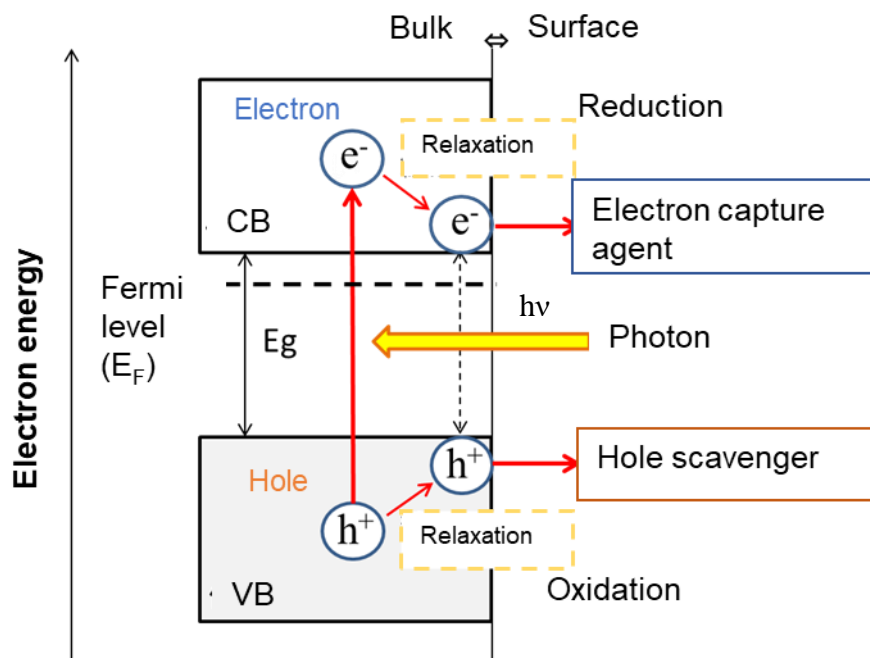 Bulk
Surface
Electron
Reduction
Relaxation
e⁻
e⁻
CB
Electron capture
agent
Fermi
level
(E_F)
hν
Eg
Photon
Electron energy
Hole
h⁺
Hole scavenger
h⁺
Relaxation
VB
Oxidation